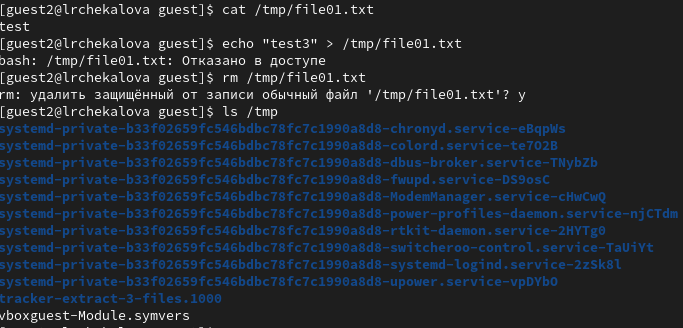 [guest2@lrchekalova guest]$ cat /tmp/file01.txt
test
[guest2@lrchekalova guest]$ echo "test3" > /tmp/file01.txt
bash: /tmp/file01.txt: Отказано в доступе
[guest2@lrchekalova guest]$ rm /tmp/file01.txt
rm: удалить защищённый от записи обычный файл '/tmp/file01.txt'? y
[guest2@lrchekalova guest]$ ls /tmp
systemd-private-b33f02659fc546bdbc78fc7c1990a8d8-chronyd.service-eBqpWs
systemd-private-b33f02659fc546bdbc78fc7c1990a8d8-colord.service-te7O2B
systemd-private-b33f02659fc546bdbc78fc7c1990a8d8-dbus-broker.service-TNybZb
systemd-private-b33f02659fc546bdbc78fc7c1990a8d8-fwupd.service-DS9osC
systemd-private-b33f02659fc546bdbc78fc7c1990a8d8-ModemManager.service-cHwCwQ
systemd-private-b33f02659fc546bdbc78fc7c1990a8d8-power-profiles-daemon.service-njCTdm
systemd-private-b33f02659fc546bdbc78fc7c1990a8d8-rtkit-daemon.service-2HYTg0
systemd-private-b33f02659fc546bdbc78fc7c1990a8d8-switcheroo-control.service-TaUiYt
systemd-private-b33f02659fc546bdbc78fc7c1990a8d8-systemd-logind.service-2zSk8l
systemd-private-b33f02659fc546bdbc78fc7c1990a8d8-upower.service-vpDYbO
tracker-extract-3-files.1000
vboxguest-Module.symvers